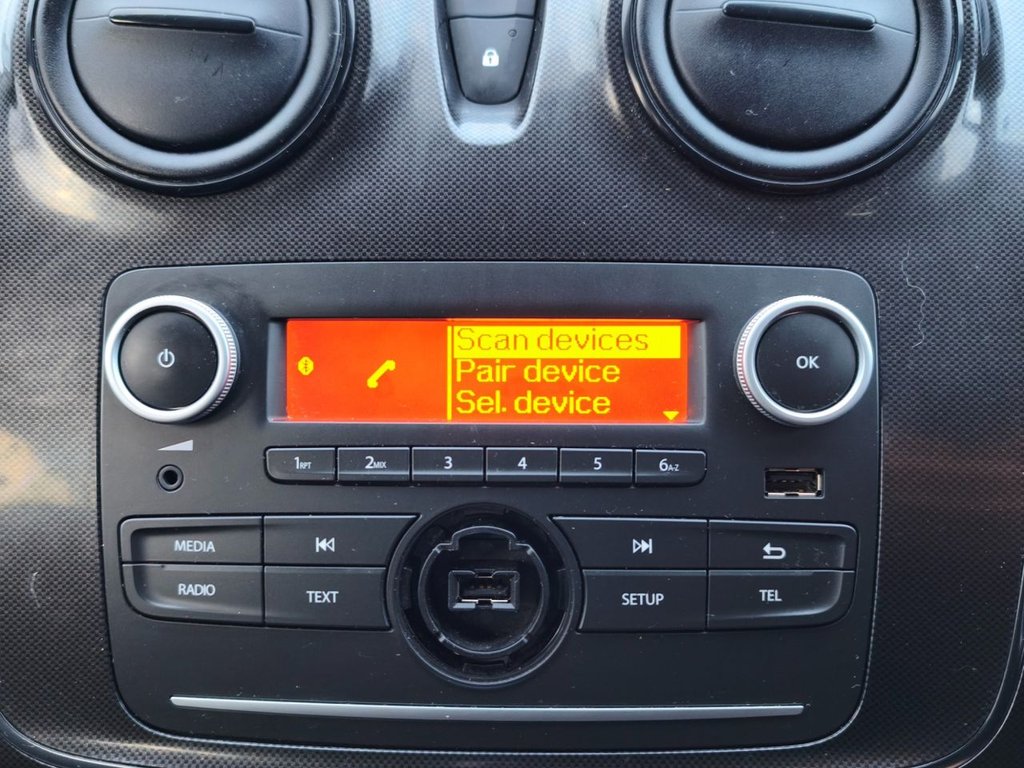 Scan devices
Pair device
Sel. device
OK
1RPT 2MIX 3 4 5 6A-Z
MEDIA
RADIO TEXT SETUP TEL